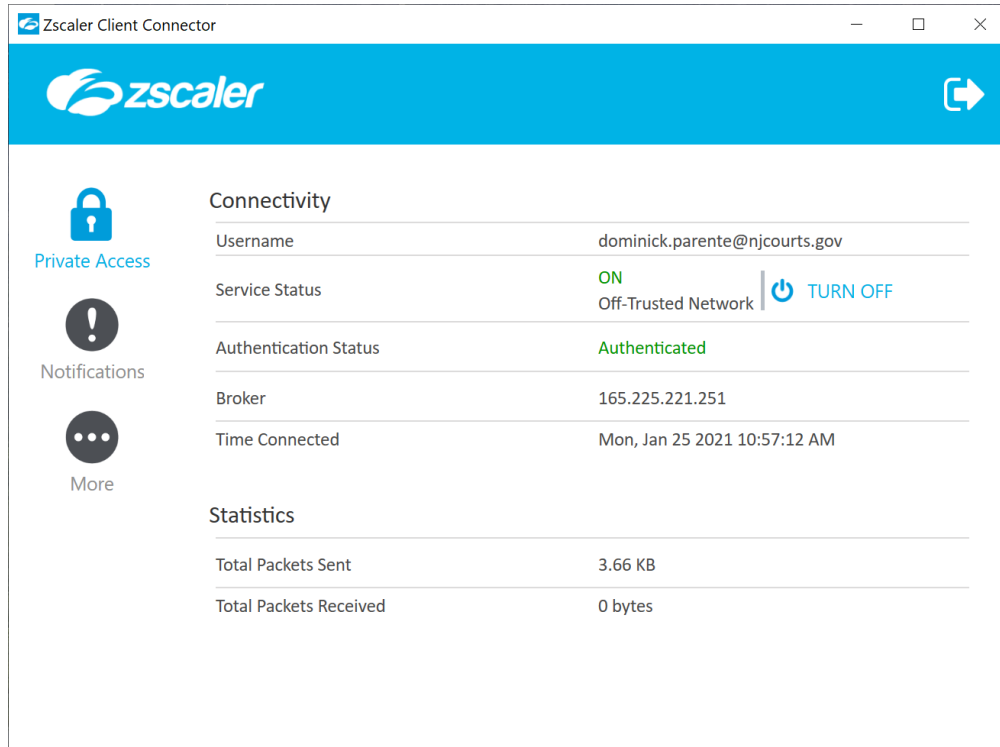 Zscaler Client Connector
zscaler
Private Access
Notifications
More
Connectivity
Username dominick.parente@njcourts.gov
Service Status ON
Off-Trusted Network TURN OFF
Authentication Status Authenticated
Broker 165.225.221.251
Time Connected Mon, Jan 25 2021 10:57:12 AM
Statistics
Total Packets Sent 3.66 KB
Total Packets Received 0 bytes